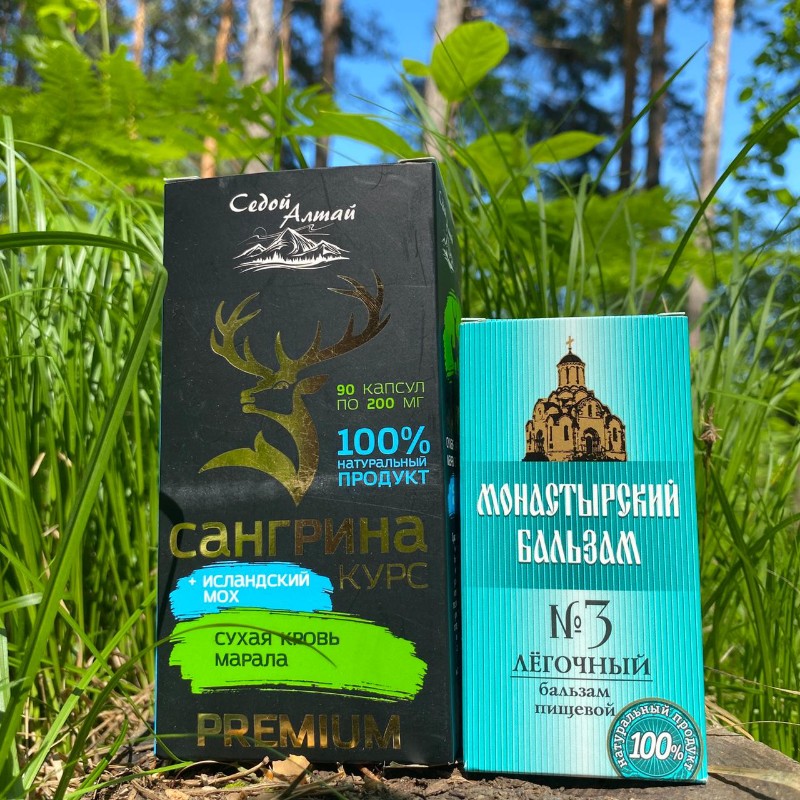 Седой
Алтай
90 капсул
по 200 мг
100%
натуральный
продукт
сангрина
курс
+ исландский
мох
сухая кровь
марала
PREMIUM
МОНАСТЫРСКИЙ
БАЛЬЗАМ
№3
ЛЁГОЧНЫЙ
бальзам
пищевой
натуральный продукт
100%